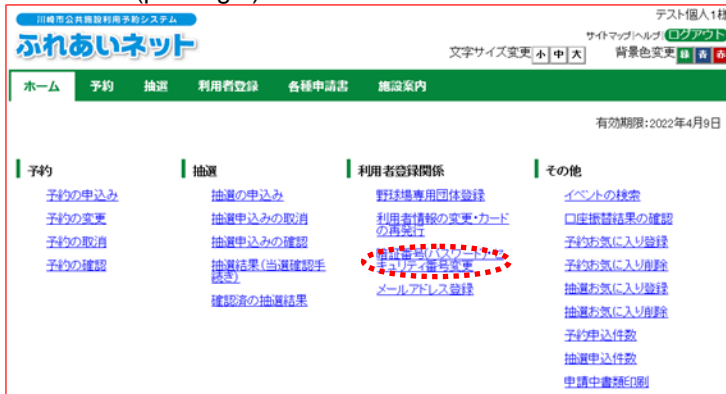 川崎市公共施設利用予約システム
ふれあいネット
テスト個人1様
サイトマップ|ヘルプ|ログアウト
文字サイズ変更 小 中 大 背景色変更 緑 青 赤
ホーム 予約 抽選 利用者登録 各種申請書 施設案内
有効期限:2022年4月9日
予約
予約の申込み
予約の変更
予約の取消
予約の確認
抽選
抽選の申込み
抽選申込みの取消
抽選申込みの確認
抽選結果(当選確認手
続き)
確認済の抽選結果
利用者登録関係
野球場専用団体登録
利用者情報の変更・カード
の再発行
暗証番号(パスワード)・セ
キュリティ番号変更
メールアドレス登録
その他
イベントの検索
口座振替結果の確認
予約お気に入り登録
予約お気に入り削除
抽選お気に入り登録
抽選お気に入り削除
予約申込件数
抽選申込件数
申請中書類印刷